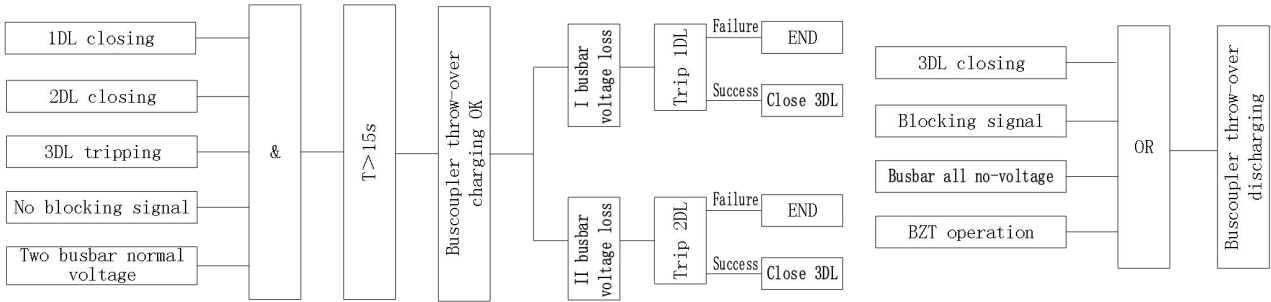 1DL closing
2DL closing
3DL tripping
No blocking signal
Two busbar normal
voltage
&
T>15s
Buscoupler throw-over
charging OK
I busbar
voltage loss
Trip 1DL
Failure
END
Success
Close 3DL
II busbar
voltage loss
Trip 2DL
Failure
END
Success
Close 3DL
3DL closing
Blocking signal
Busbar all no-voltage
BZT operation
OR
Buscoupler throw-over
discharging